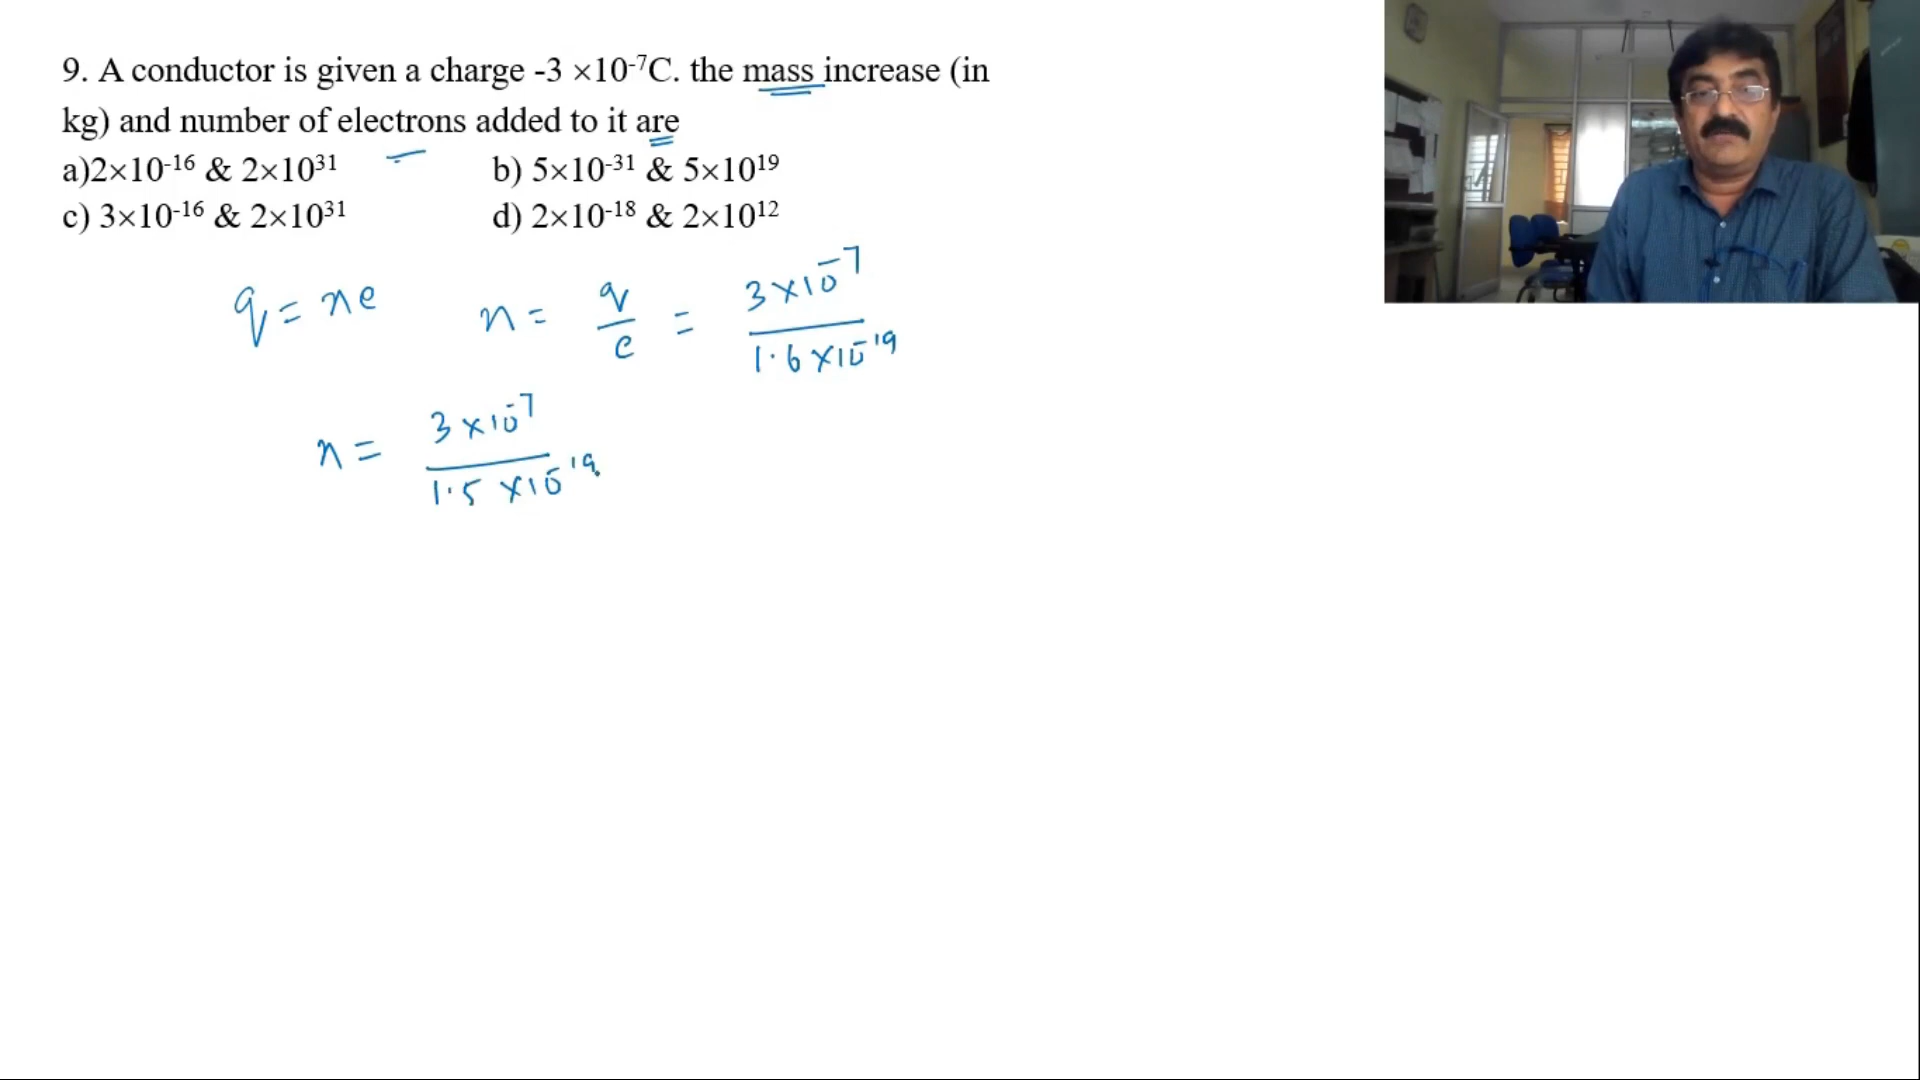 9. A conductor is given a charge -3 ×10⁻⁷C. the mass increase (in
kg) and number of electrons added to it are
a)2×10⁻¹⁶ & 2×10³¹ b) 5×10⁻³¹ & 5×10¹⁹
c) 3×10⁻¹⁶ & 2×10³¹ d) 2×10⁻¹⁸ & 2×10¹²
q = ne n = q/e = 3×10⁻⁷/1.6×10⁻¹⁹
n = 3×10⁻⁷/1.5×10⁻¹⁹